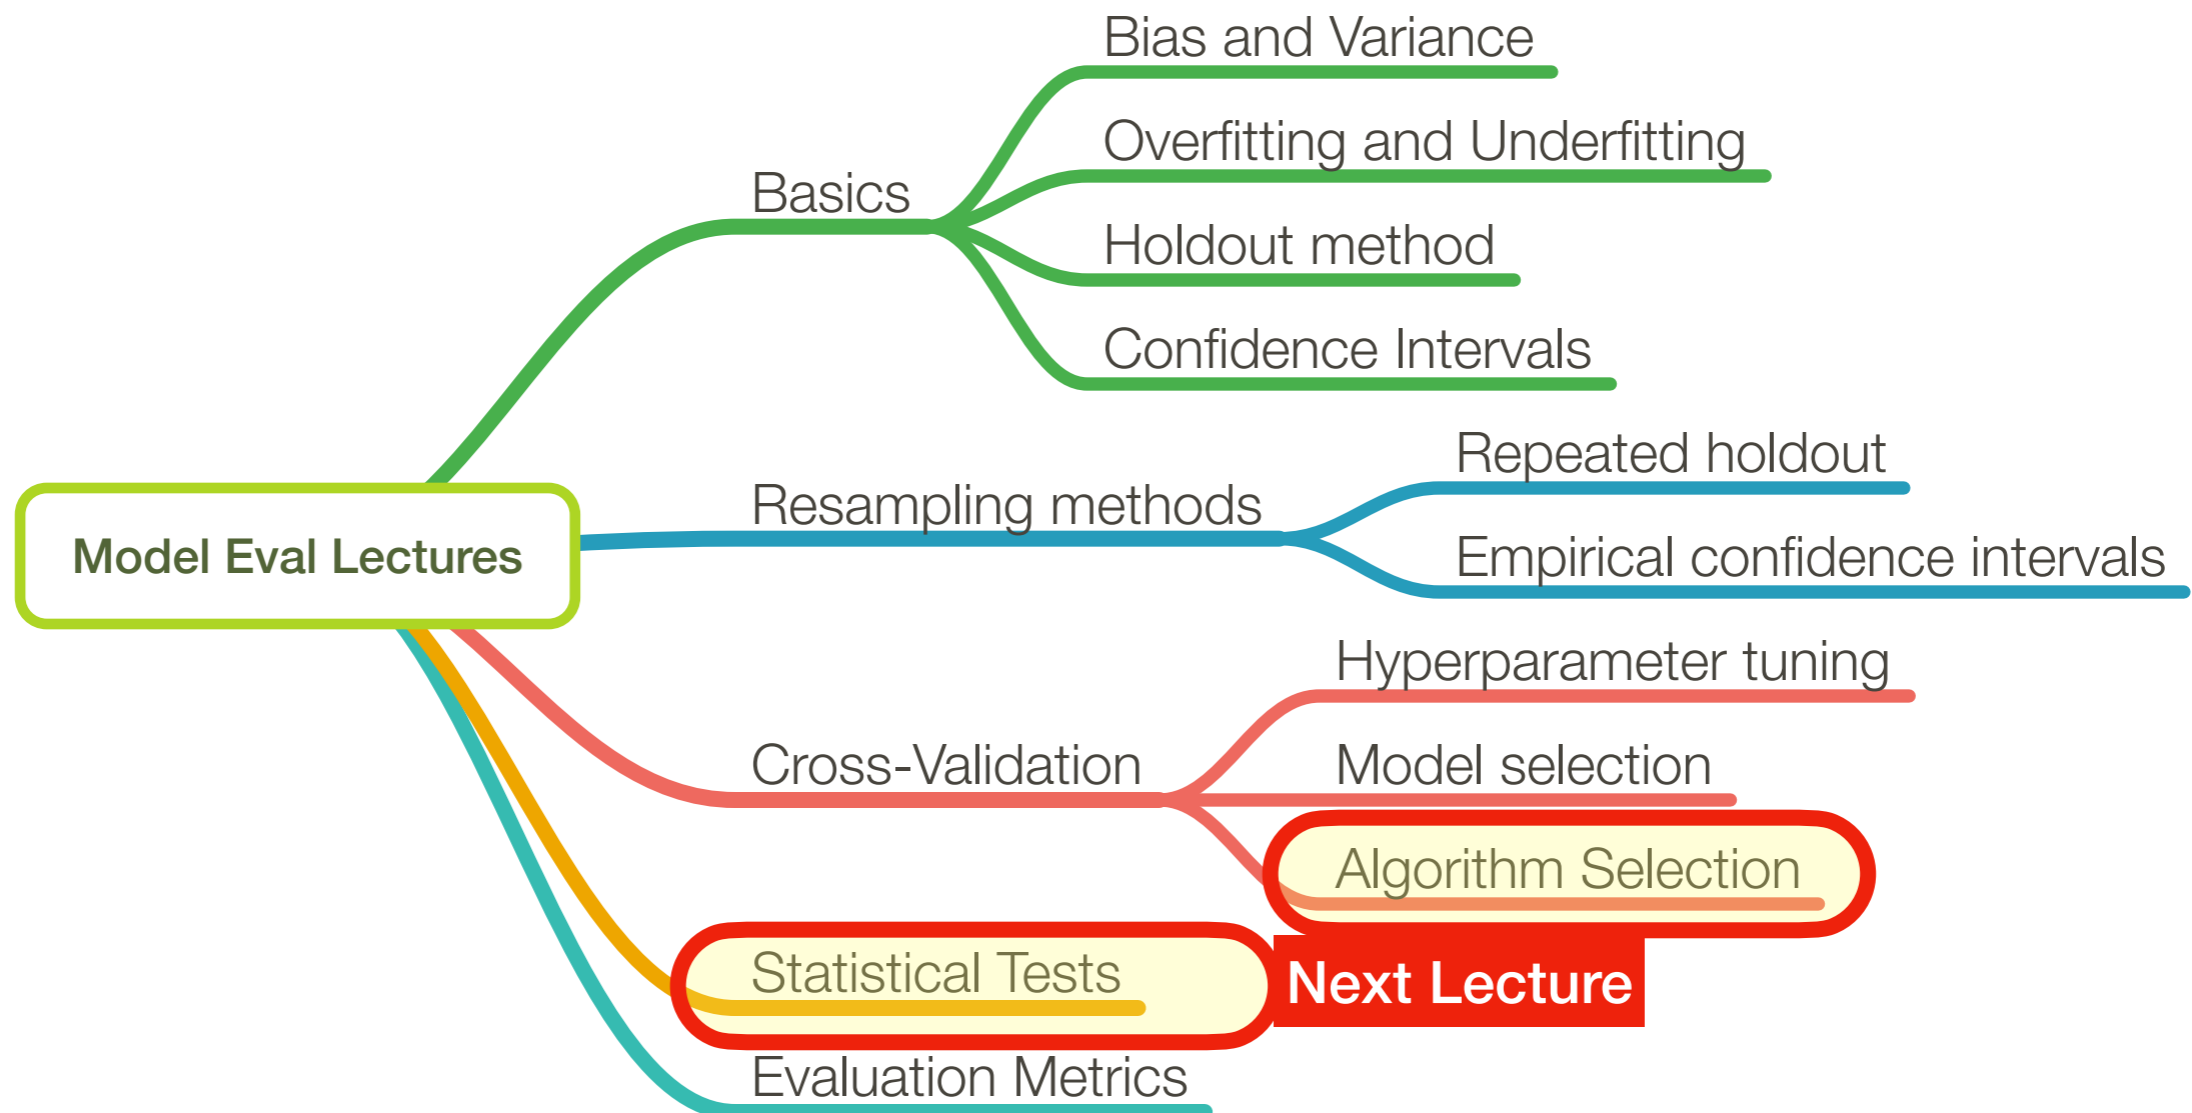 Bias and Variance
Overfitting and Underfitting
Basics
Holdout method
Confidence Intervals
Repeated holdout
Resampling methods
Empirical confidence intervals
Model Eval Lectures
Hyperparameter tuning
Cross-Validation
Model selection
Algorithm Selection
Statistical Tests
Next Lecture
Evaluation Metrics